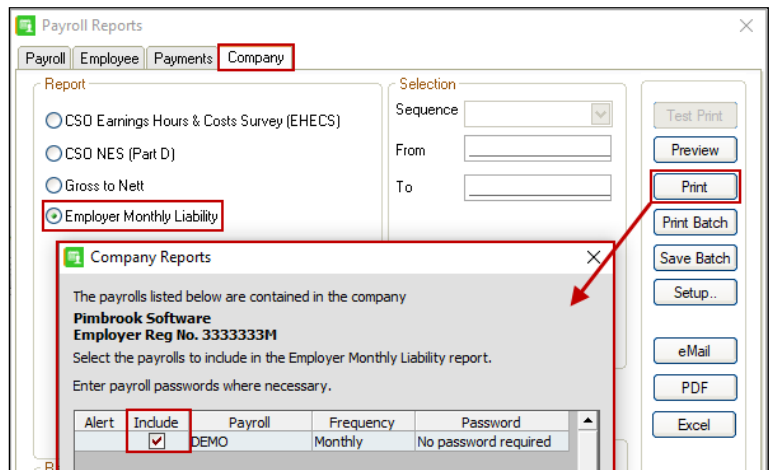 Payroll Reports
Payroll Employee Payments Company
Report
CSO Earnings Hours & Costs Survey (EHECS)
CSO NES (Part D)
Gross to Nett
Employer Monthly Liability
Selection
Sequence
From
To
Test Print
Preview
Print
Print Batch
Save Batch
Setup..
eMail
PDF
Excel
Company Reports
The payrolls listed below are contained in the company
Pimbrook Software
Employer Reg No. 3333333M
Select the payrolls to include in the Employer Monthly Liability report.
Enter payroll passwords where necessary.
Alert Include Payroll Frequency Password
DEMO Monthly No password required